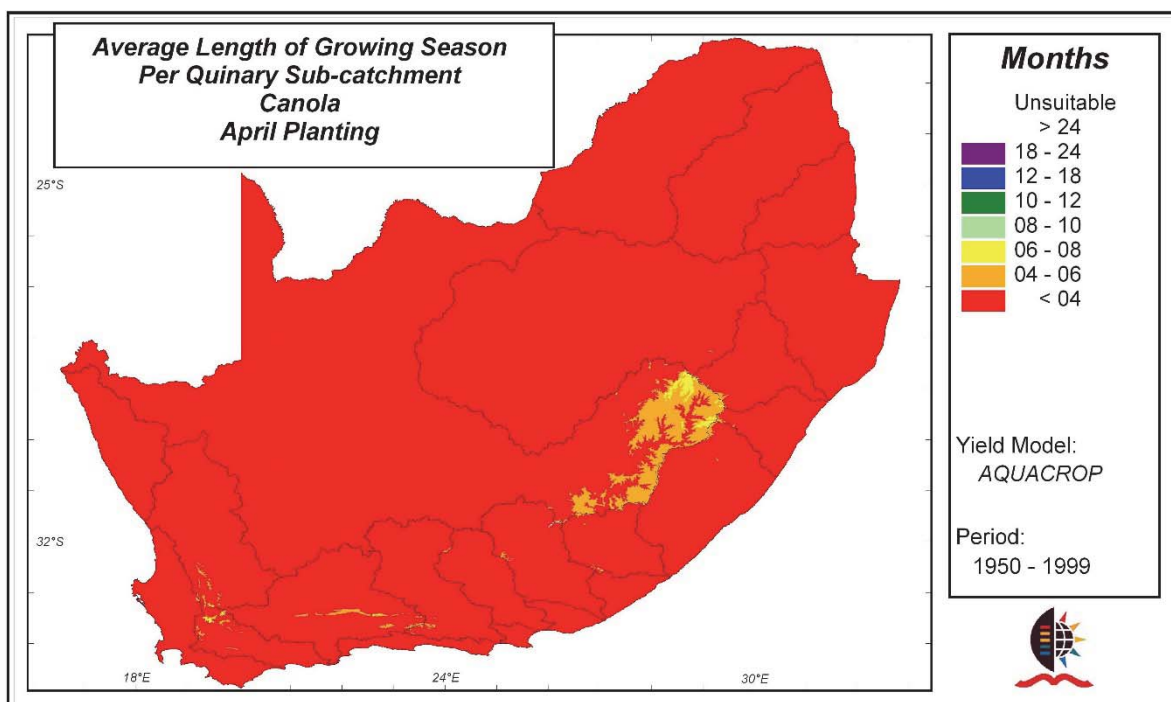 Average Length of Growing Season
Per Quinary Sub-catchment
Canola
April Planting
25°S
32°S
18°E
24°E
30°E
Months
Unsuitable
> 24
18 - 24
12 - 18
10 - 12
08 - 10
06 - 08
04 - 06
< 04
Yield Model:
AQUACROP
Period:
1950 - 1999